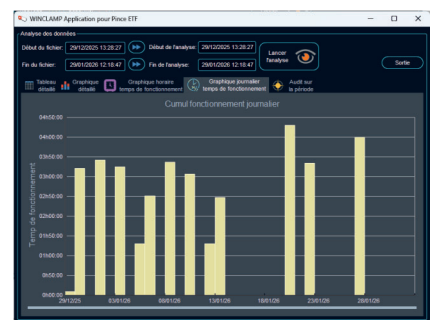 WINCLAMP Application pour Pince ETF
Analyse des données
Début du fichier: 29/12/2025 13:28:27 Début de l'analyse: 29/12/2025 13:28:27
Lancer l'analyse
Fin du fichier: 29/01/2026 12:18:47 Fin de l'analyse: 29/01/2026 12:18:47
Sortie
Tableau détaillé
Graphique détaillé
Graphique horaire temps de fonctionnement
Graphique journalier temps de fonctionnement
Audit sur la période
Cumul fonctionnement journalier
Temp de fonctionnement
04h50:00
04h00:00
03h50:00
03h00:00
02h50:00
02h00:00
01h50:00
01h00:00
0h50:00
0h00:00
29/12/25 03/01/26 08/01/26 13/01/26 18/01/26 23/01/26 28/01/26